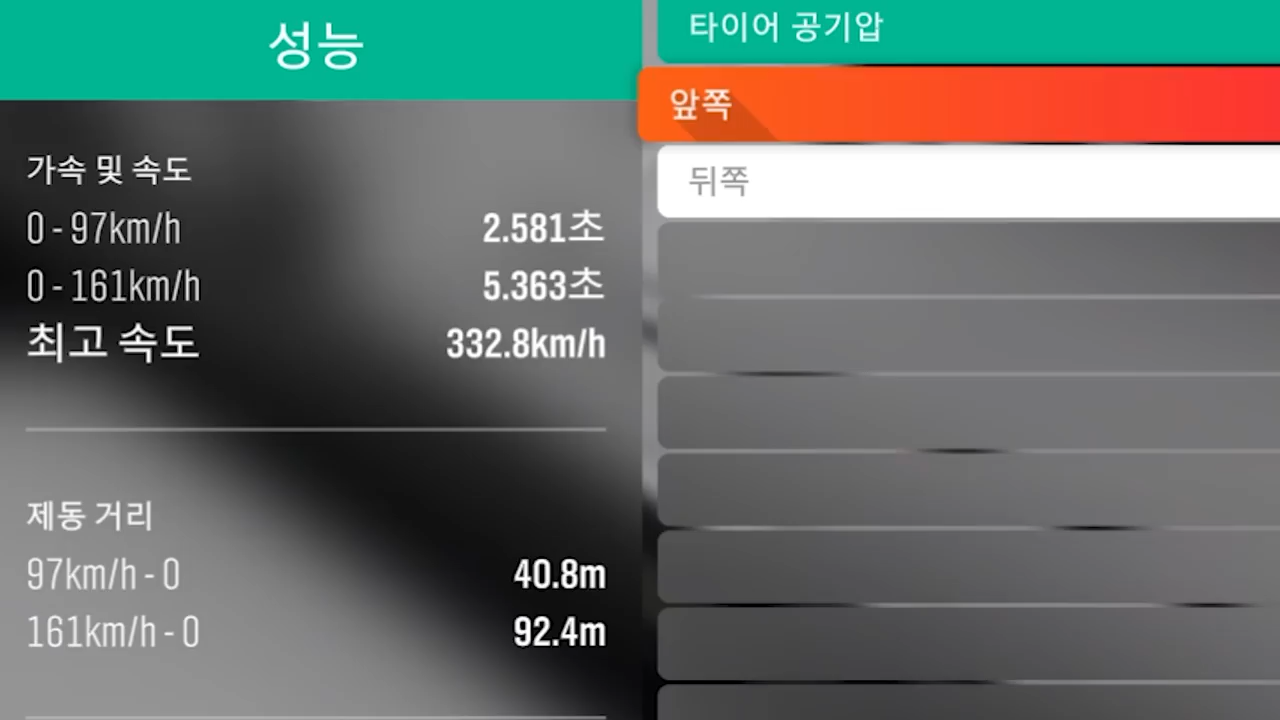 성능
가속 및 속도
0 - 97km/h 2.581초
0 - 161km/h 5.363초
최고 속도 332.8km/h
제동 거리
97km/h - 0 40.8m
161km/h - 0 92.4m
타이어 공기압
앞쪽
뒤쪽